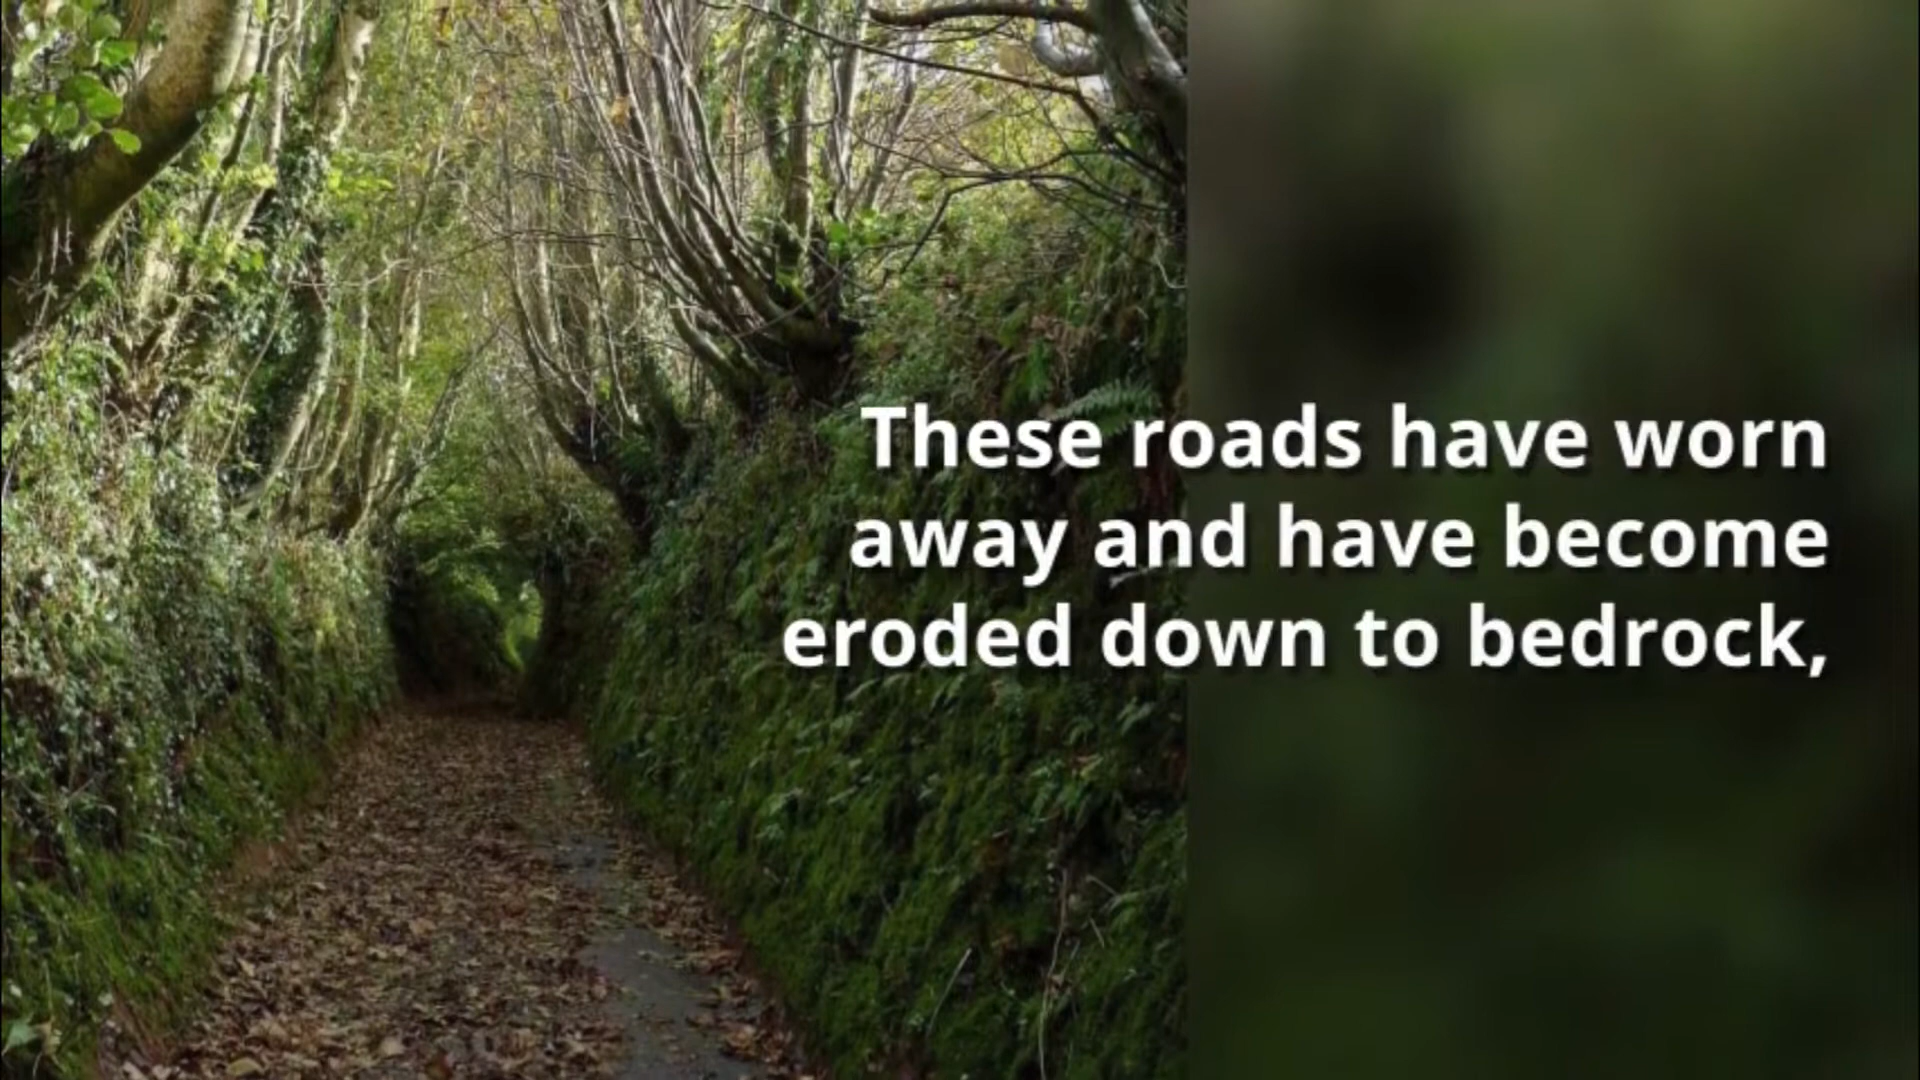 These roads have worn
away and have become
eroded down to bedrock,